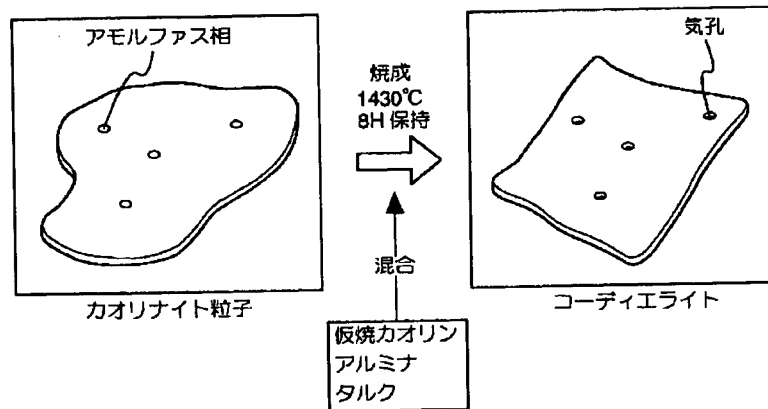 アモルファス相
気孔
焼成
1430℃
8H 保持
混合
カオリナイト粒子
コーディエライト
仮焼カオリン
アルミナ
タルク